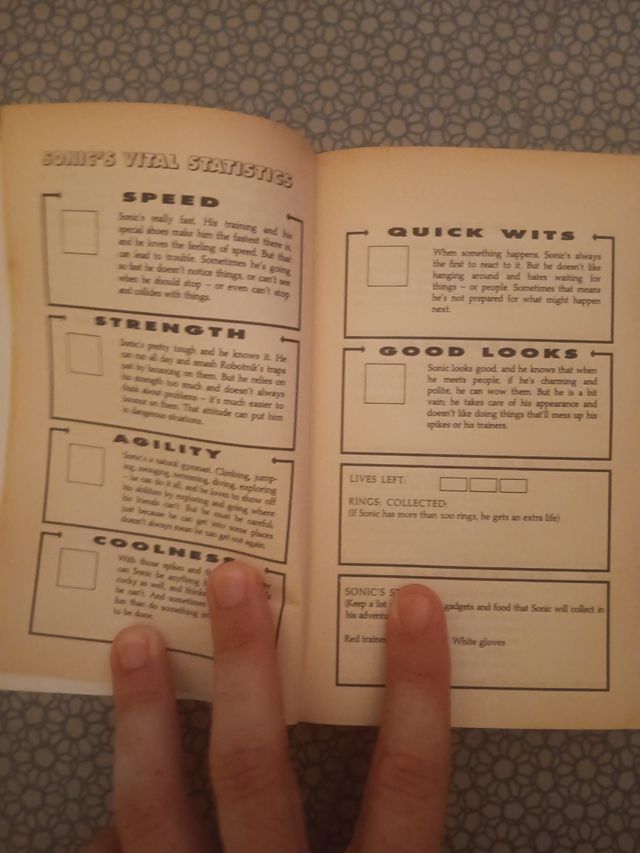 SONIC'S VITAL STATISTICS
SPEED
Sonic's really fast. His training and his
special shoes make him the fastest there is,
and he loves the feeling of speed. But that
can lead to trouble. Sometimes he's going
so fast he doesn't notice things, or can't see
when he should stop – or even can't stop
and collides with things.
STRENGTH
Sonic's pretty tough and he knows it. He
can run all day and smash Robotnik's traps
just by bouncing on them. But he relies on
his strength too much and doesn't always
think about problems – it's much easier to
bounce on them. That attitude can put him
in dangerous situations.
AGILITY
Sonic's a natural gymnast. Climbing, jump-
ing, swinging, swimming, diving, exploring
– he can do it all, and he loves to show off
his abilities by exploring and going where
his friends can't. But he must be careful;
just because he can get into some places
doesn't always mean he can get out again.
COOLNESS
With those spikes and
can Sonic be anything
cocky as well, and think
he can't. And sometimes
fun than do something
to be done.
QUICK WITS
When something happens, Sonic's always
the first to react to it. But he doesn't like
hanging around and hates waiting for
things – or people. Sometimes that means
he's not prepared for what might happen
next.
GOOD LOOKS
Sonic looks good, and he knows that when
he meets people, if he's charming and
polite, he can wow them. But he is a bit
vain; he takes care of his appearance and
doesn't like doing things that'll mess up his
spikes or his trainers.
LIVES LEFT:
RINGS: COLLECTED:
(If Sonic has more than 200 rings, he gets an extra life)
SONIC'S
(Keep a list gadgets and food that Sonic will collect in
his
Red White gloves